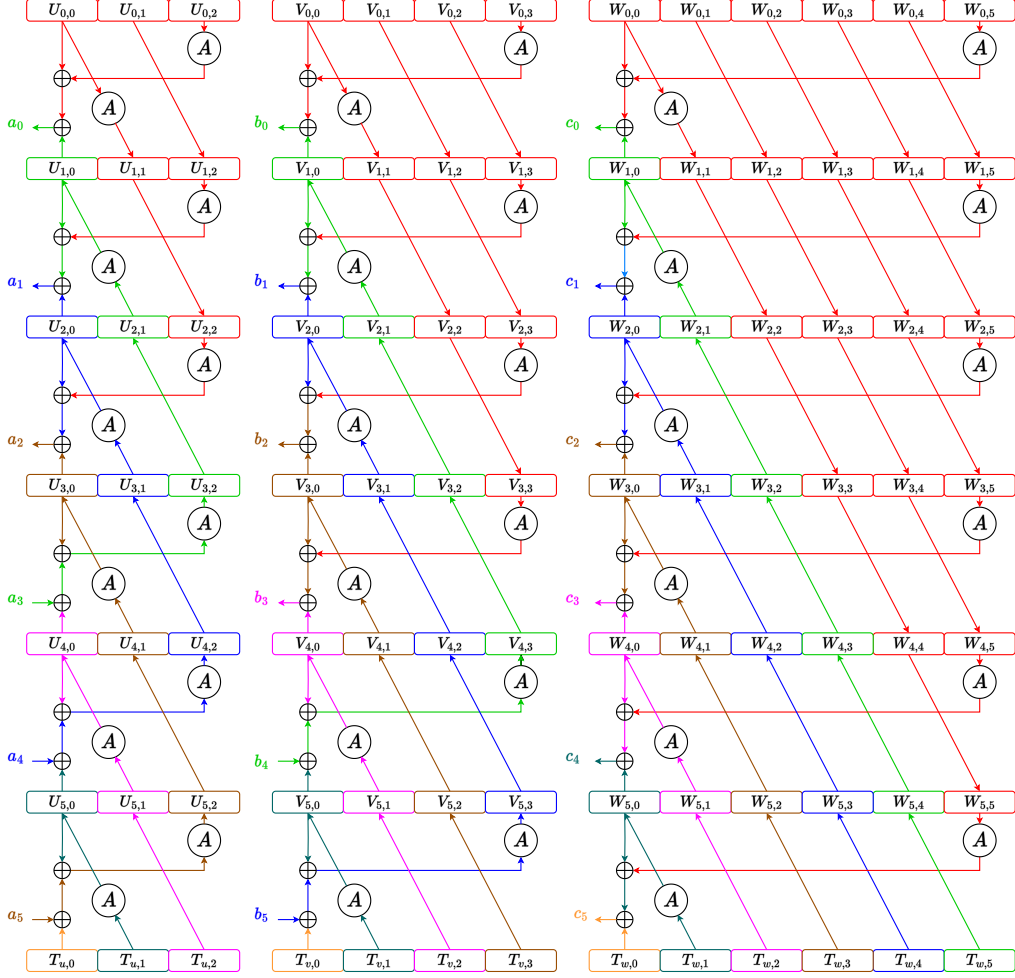 U0,0 U0,1 U0,2 V0,0 V0,1 V0,2 V0,3 W0,0 W0,1 W0,2 W0,3 W0,4 W0,5
A A A
A A A
a0 b0 c0
U1,0 U1,1 U1,2 V1,0 V1,1 V1,2 V1,3 W1,0 W1,1 W1,2 W1,3 W1,4 W1,5
A A A
A A A
a1 b1 c1
U2,0 U2,1 U2,2 V2,0 V2,1 V2,2 V2,3 W2,0 W2,1 W2,2 W2,3 W2,4 W2,5
A A A
A A A
a2 b2 c2
U3,0 U3,1 U3,2 V3,0 V3,1 V3,2 V3,3 W3,0 W3,1 W3,2 W3,3 W3,4 W3,5
A A A
A A A
a3 b3 c3
U4,0 U4,1 U4,2 V4,0 V4,1 V4,2 V4,3 W4,0 W4,1 W4,2 W4,3 W4,4 W4,5
A A A
A A A
a4 b4 c4
U5,0 U5,1 U5,2 V5,0 V5,1 V5,2 V5,3 W5,0 W5,1 W5,2 W5,3 W5,4 W5,5
A A A
A A A
a5 b5 c5
Tu,0 Tu,1 Tu,2 Tv,0 Tv,1 Tv,2 Tv,3 Tw,0 Tw,1 Tw,2 Tw,3 Tw,4 Tw,5